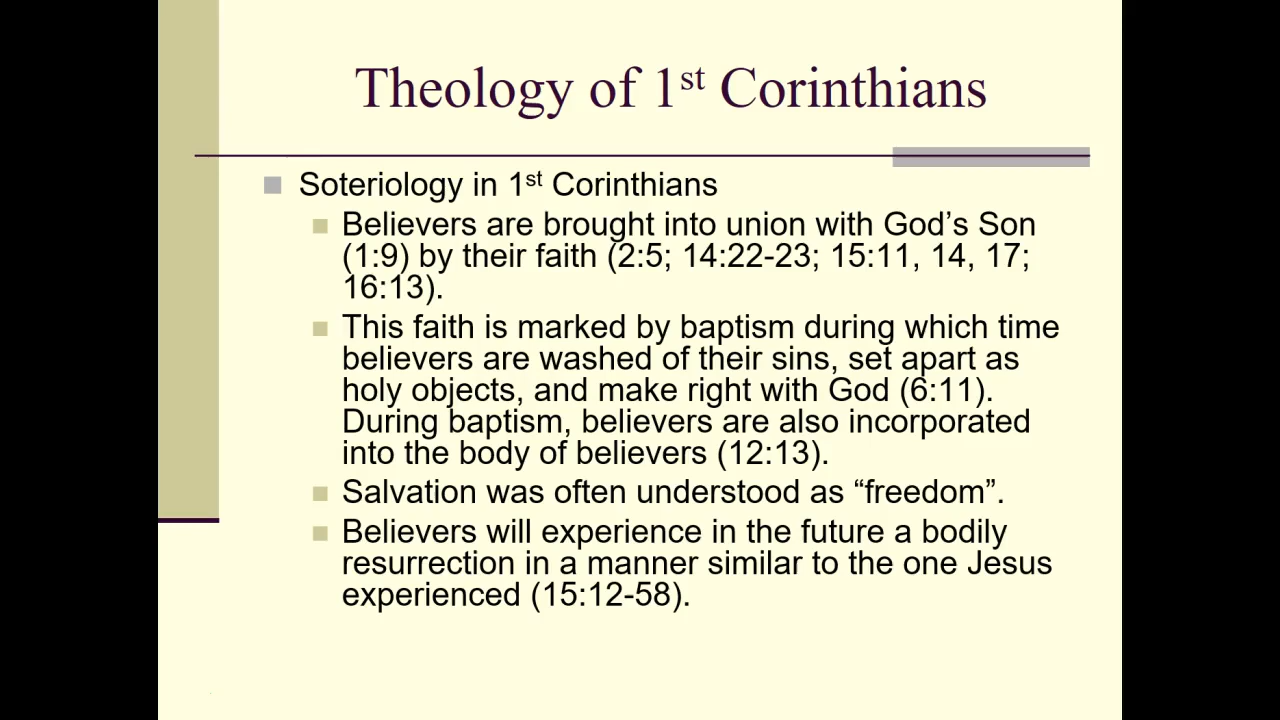 Theology of 1st Corinthians
Soteriology in 1st Corinthians
Believers are brought into union with God’s Son
(1:9) by their faith (2:5; 14:22-23; 15:11, 14, 17;
16:13).
This faith is marked by baptism during which time
believers are washed of their sins, set apart as
holy objects, and make right with God (6:11).
During baptism, believers are also incorporated
into the body of believers (12:13).
Salvation was often understood as “freedom”.
Believers will experience in the future a bodily
resurrection in a manner similar to the one Jesus
experienced (15:12-58).